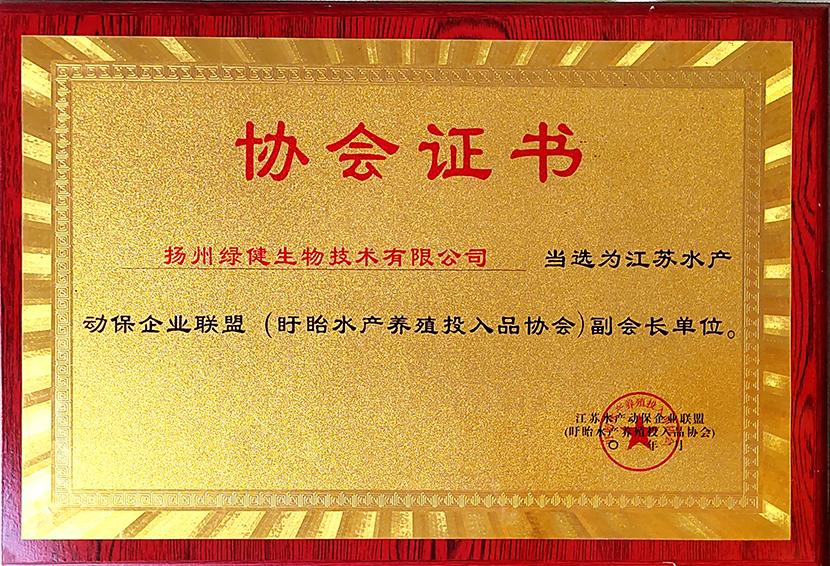 协会证书
扬州绿健生物技术有限公司 当选为江苏水产
动保企业联盟(盱眙水产养殖投入品协会)副会长单位。
江苏水产动保企业联盟
(盱眙水产养殖投入品协会)
年 月